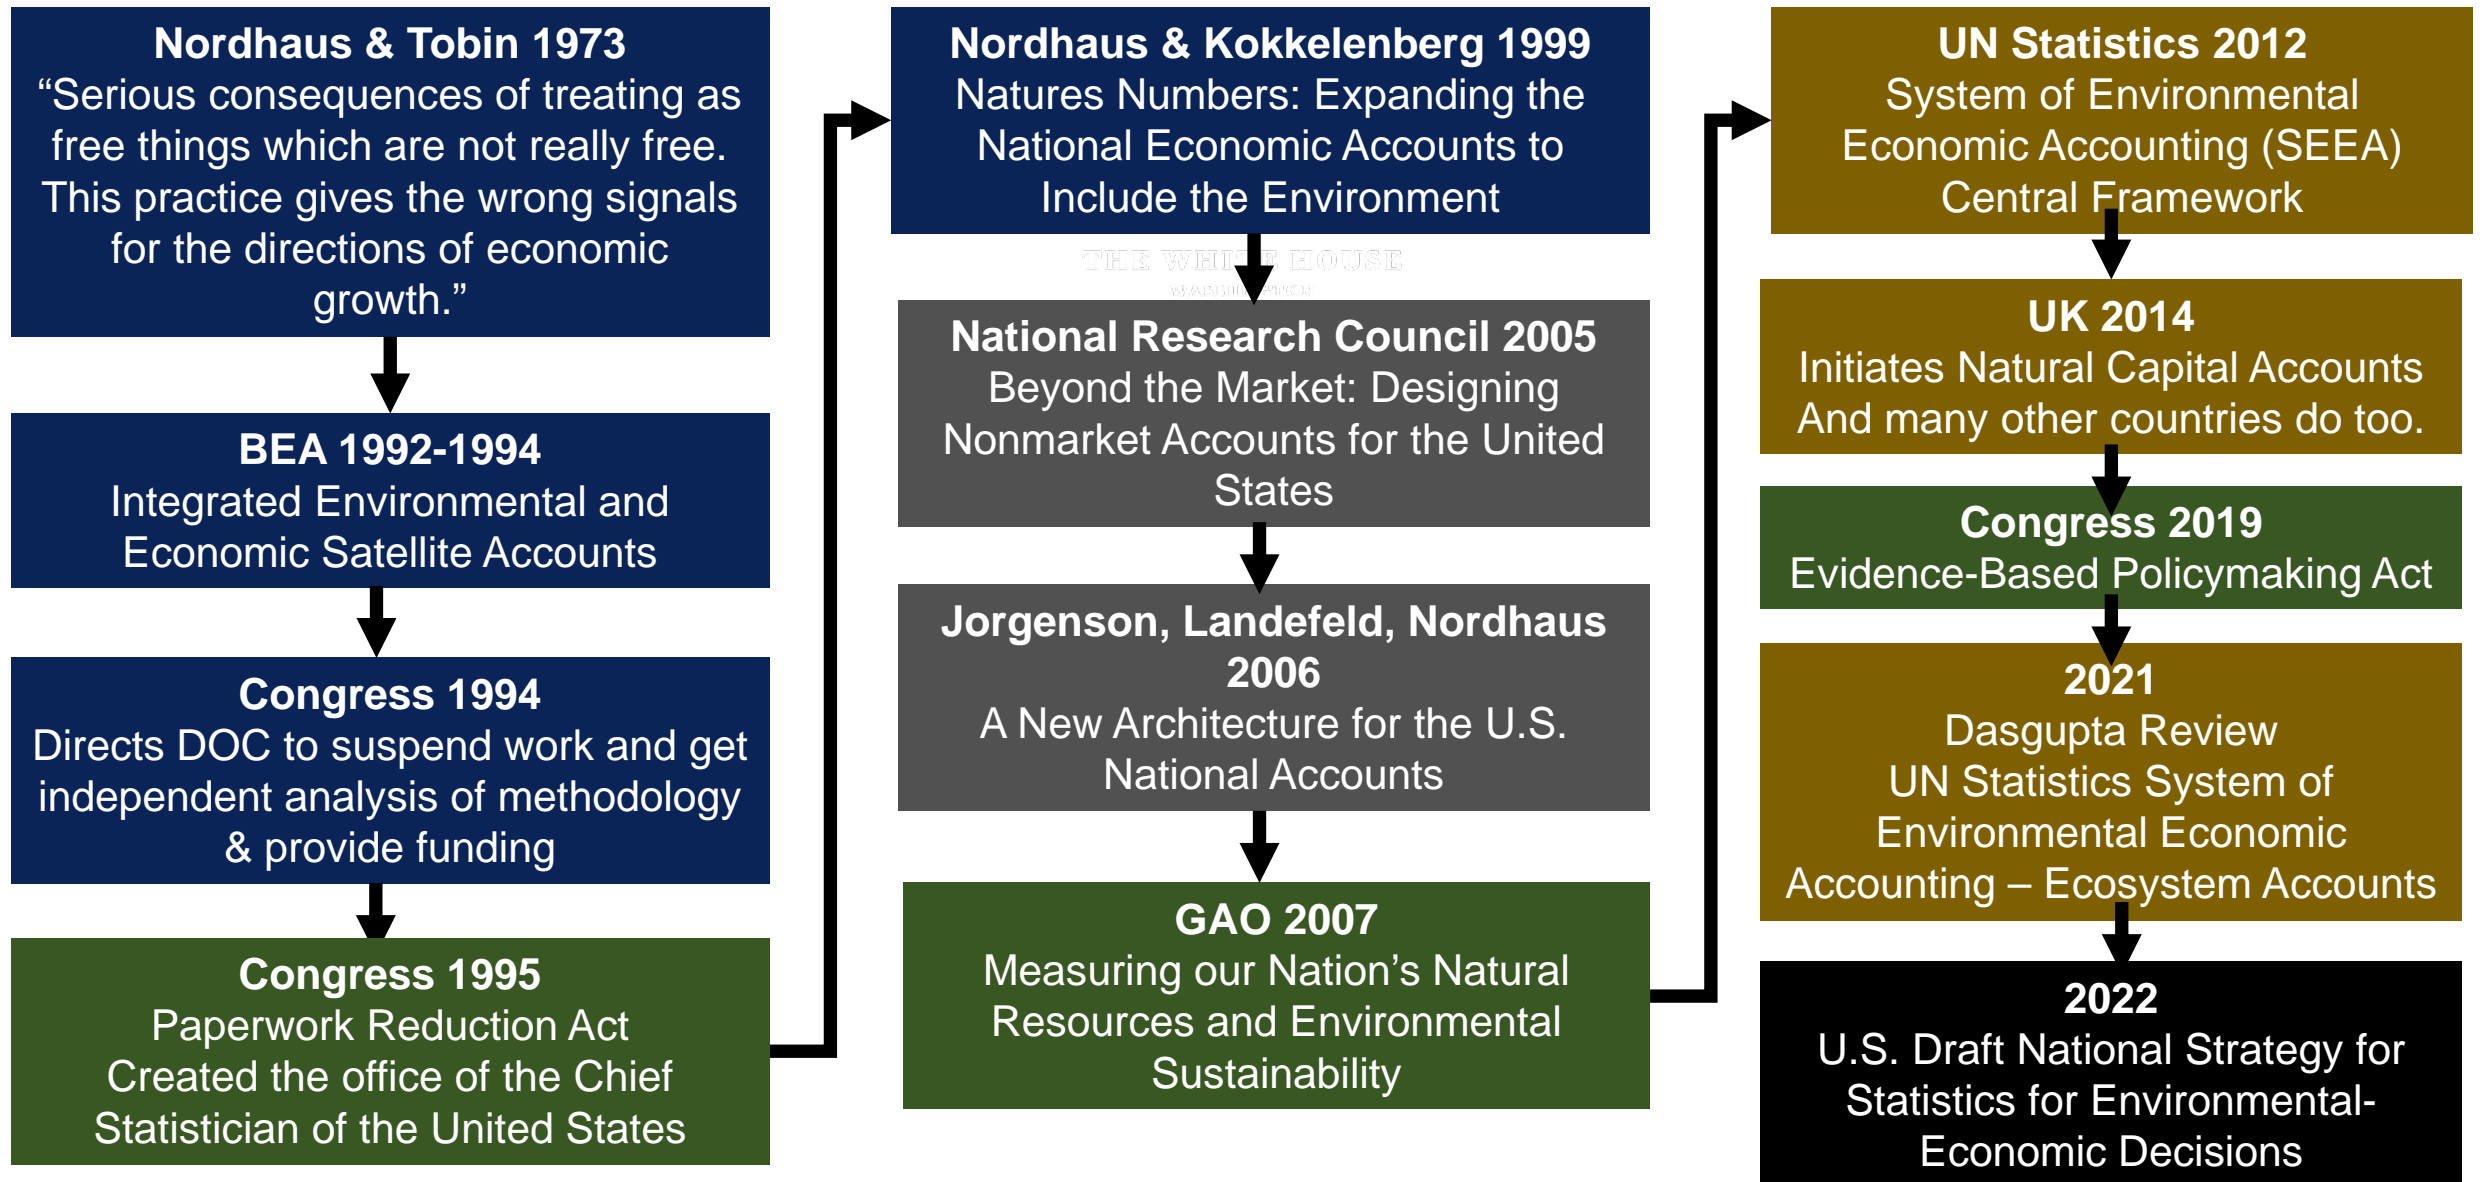 Nordhaus & Tobin 1973
“Serious consequences of treating as
free things which are not really free.
This practice gives the wrong signals
for the directions of economic
growth.”
BEA 1992-1994
Integrated Environmental and
Economic Satellite Accounts
Congress 1994
Directs DOC to suspend work and get
independent analysis of methodology
& provide funding
Congress 1995
Paperwork Reduction Act
Created the office of the Chief
Statistician of the United States
Nordhaus & Kokkelenberg 1999
Natures Numbers: Expanding the
National Economic Accounts to
Include the Environment
THE WHITE HOUSE
WASHINGTON
National Research Council 2005
Beyond the Market: Designing
Nonmarket Accounts for the United
States
Jorgenson, Landefeld, Nordhaus
2006
A New Architecture for the U.S.
National Accounts
GAO 2007
Measuring our Nation’s Natural
Resources and Environmental
Sustainability
UN Statistics 2012
System of Environmental
Economic Accounting (SEEA)
Central Framework
UK 2014
Initiates Natural Capital Accounts
And many other countries do too.
Congress 2019
Evidence-Based Policymaking Act
2021
Dasgupta Review
UN Statistics System of
Environmental Economic
Accounting – Ecosystem Accounts
2022
U.S. Draft National Strategy for
Statistics for Environmental-
Economic Decisions